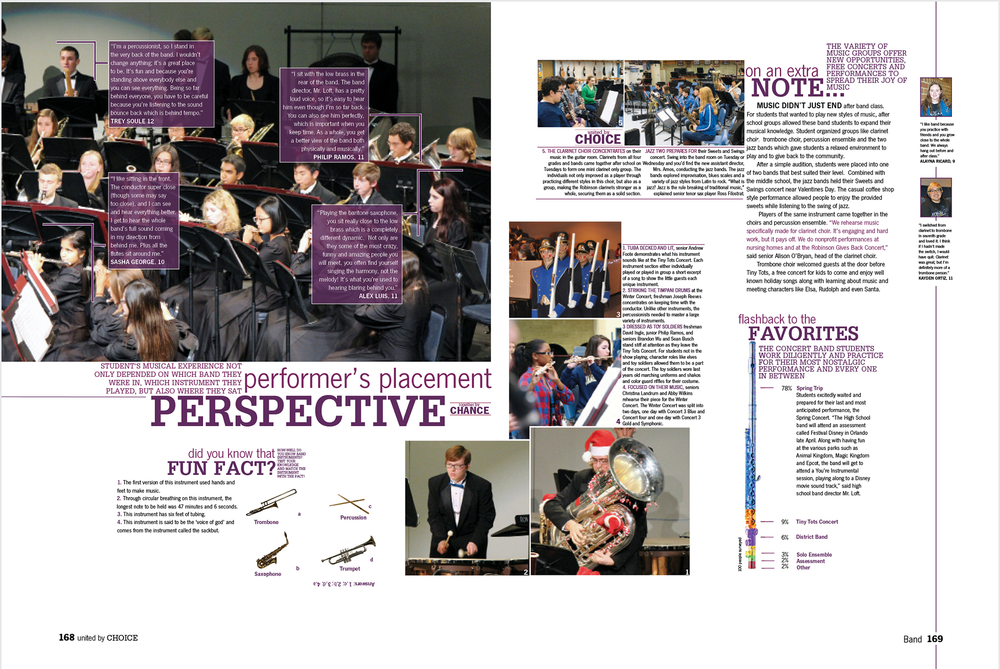 "I'm a percussionist, so I stand in
the very back of the band. I wouldn't
change anything; it's a great place
to be. It's fun and because you're
standing above everybody else and
you can see everything. Being so far
behind everyone, you have to be careful
because you're listening to the sound
bounce back which is behind tempo."
TREY SOULE 12
"I sit with the low brass in the
rear of the band. The band
director, Mr. Loft, has a pretty
loud voice, so it's easy to hear
him even though I'm so far back.
You can also see him perfectly,
which is important when you
keep time. As a whole, you get
a better view of the band both
physically and musically."
PHILIP RAMOS, 11
"I like sitting in the front.
The conductor super close
(though some may say
too close), and I can see
and hear everything better.
I get to hear the whole
band's full sound coming
in my direction from
behind me. Plus all the
flutes sit around me."
SASHA GEORGE, 10
"Playing the baritone saxophone,
you sit really close to the low
brass which is a completely
different dynamic. Not only are
they some of the most crazy,
funny and amazing people you
will meet, you often find yourself
singing the harmony, not the
melody! It's what you're used to
hearing blaring behind you."
ALEX LUIS, 11
STUDENT'S MUSICAL EXPERIENCE NOT
ONLY DEPENDED ON WHICH BAND THEY
WERE IN, WHICH INSTRUMENT THEY
PLAYED, BUT ALSO WHERE THEY SAT
performer's placement
PERSPECTIVE
together by
CHANCE
did you know that
FUN FACT?
HOW WELL DO
YOU KNOW BAND
INSTRUMENTS?
TEST YOUR
KNOWLEDGE
AND MATCH THE
INSTRUMENT
WITH THE FACT!
1. The first version of this instrument used hands and
feet to make music.
2. Through circular breathing on this instrument, the
longest note to be held was 47 minutes and 6 seconds.
3. This instrument has six feet of tubing.
4. This instrument is said to be the 'voice of god' and
comes from the instrument called the sackbut.
a
Trombone
c
Percussion
b
Saxophone
d
Trumpet
Answers: 1,c; 2,b; 3,d; 4,a
168 united by CHOICE
5
united by
CHOICE
5. THE CLARINET CHOIR CONCENTRATES on their
music in the guitar room. Clarinets from all four
grades and bands came together after school on
Tuesdays to form one mini clarinet only group. The
individuals not only improved as a player through
practicing different styles in this choir, but also as a
group, making the Robinson clarinets stronger as a
whole, securing them as a solid section.
JAZZ TWO PREPARES FOR their Sweets and Swings
concert. Swing into the band room on Tuesday or
Wednesday and you'd find the new assistant director,
Mrs. Amos, conducting the jazz bands. The jazz
bands explored improvisation, blues scales and a
variety of jazz styles from Latin to rock. "What is
jazz? Jazz is the rule breaking of traditional music,"
explained senior tenor sax player Ross Filostrat.
on an extra
NOTE...
THE VARIETY OF
MUSIC GROUPS OFFER
NEW OPPORTUNITIES,
FREE CONCERTS AND
PERFORMANCES TO
SPREAD THEIR JOY OF
MUSIC
MUSIC DIDN'T JUST END after band class.
For students that wanted to play new styles of music, after
school groups allowed these band students to expand their
musical knowledge. Student organized groups like clarinet
choir, trombone choir, percussion ensemble and the two
jazz bands which gave students a relaxed environment to
play and to give back to the community.
After a simple audition, students were placed into one
of two bands that best suited their level. Combined with
the middle school, the jazz bands held their Sweets and
Swings concert near Valentines Day. The casual coffee shop
style performance allowed people to enjoy the provided
sweets while listening to the swing of jazz.
Players of the same instrument came together in the
choirs and percussion ensemble. "We rehearse music
specifically made for clarinet choir. It's engaging and hard
work, but it pays off. We do nonprofit performances at
nursing homes and at the Robinson Gives Back Concert,"
said senior Alison O'Bryan, head of the clarinet choir.
Trombone choir welcomed guests at the door before
Tiny Tots, a free concert for kids to come and enjoy well
known holiday songs along with learning about music and
meeting characters like Elsa, Rudolph and even Santa.
"I like band because
you practice with
friends and you grow
close to the whole
band. We always
hang out before and
after class."
ALAYNA RICARD, 9
"I switched from
clarinet to trombone
in seventh grade
and loved it. I think
if I hadn't made
the switch, I would
have quit. Clarinet
was great, but I'm
definitely more of a
trombone person."
KAYDEN ORTIZ, 11
3
4
1. TUBA DECKED AND LIT, senior Andrew
Foote demonstrates what his instrument
sounds like at the Tiny Tots Concert. Each
instrument section either individually
played or played in group a short excerpt
of a song to show the little guests each
unique instrument.
2. STRIKING THE TIMPANI DRUMS at the
Winter Concert, freshman Joseph Reeves
concentrates on keeping time with the
conductor. Unlike other instruments, the
percussionists needed to master a large
variety of instruments.
3 DRESSED AS TOY SOLDIERS freshman
David Ingle, junior Philip Ramos, and
seniors Brandon Wu and Sean Busch
stand stiff at attention as they leave the
Tiny Tots Concert. For students not in the
show playing, character roles like elves
and toy soldiers allowed them to be a part
of the concert. The toy soldiers wore last
years old marching uniforms and shakos
and color guard riffles for their costume.
4. FOCUSED ON THEIR MUSIC, seniors
Christina Landrum and Abby Wilkins
rehearse their piece for the Winter
Concert. The Winter Concert was split into
two days, one day with Concert 3 Blue and
Concert four and one day with Concert 3
Gold and Symphonic.
2
1
flashback to the
FAVORITES
THE CONCERT BAND STUDENTS
WORK DILIGENTLY AND PRACTICE
FOR THEIR MOST NOSTALGIC
PERFORMANCE AND EVERY ONE
IN BETWEEN
78% Spring Trip
Students excitedly waited and
prepared for their last and most
anticipated performance, the
Spring Concert. "The High School
band will attend an assessment
called Festival Disney in Orlando
late April. Along with having fun
at the various parks such as
Animal Kingdom, Magic Kingdom
and Epcot, the band will get to
attend a You're Instrumental
session, playing along to a Disney
movie sound track," said high
school band director Mr. Loft.
9% Tiny Tots Concert
6% District Band
3% Solo Ensemble
2% Assessment
2% Other
100 people surveyed
Band 169